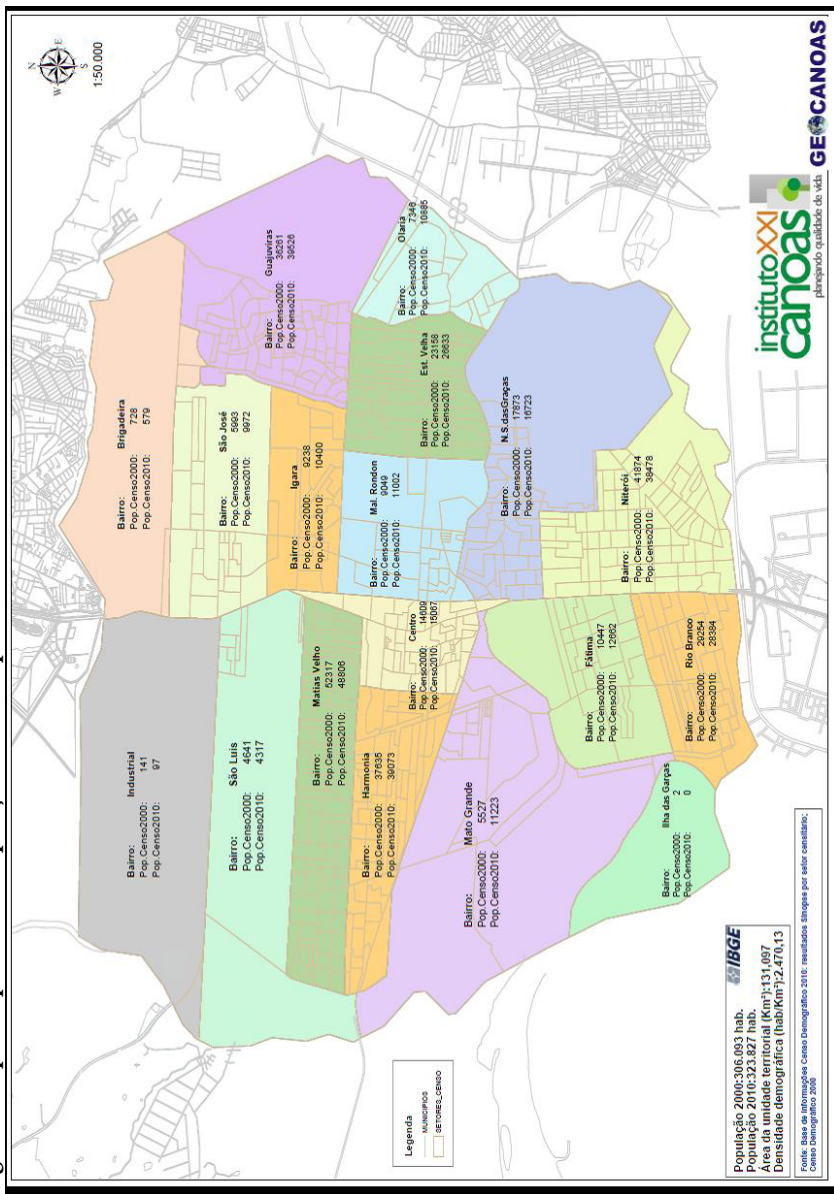 N
W E
S
1:50.000
Bairro: Brigadeira
Pop.Censo2000: 728
Pop.Censo2010: 579
Bairro: Guajuviras
Pop.Censo2000: 36261
Pop.Censo2010: 39526
Bairro: São José
Pop.Censo2000: 5993
Pop.Censo2010: 9972
Bairro: Igara
Pop.Censo2000: 9238
Pop.Censo2010: 10400
Bairro: Olaria
Pop.Censo2000: 7346
Pop.Censo2010: 10885
Bairro: Est. Velha
Pop.Censo2000: 23158
Pop.Censo2010: 26633
Bairro: Mal. Rondon
Pop.Censo2000: 9049
Pop.Censo2010: 11002
Bairro: N.S.dasGraças
Pop.Censo2000: 17873
Pop.Censo2010: 16723
Bairro: Niterói
Pop.Censo2000: 41874
Pop.Censo2010: 38478
Bairro: Industrial
Pop.Censo2000: 141
Pop.Censo2010: 97
Bairro: São Luis
Pop.Censo2000: 4641
Pop.Censo2010: 4317
Bairro: Matias Velho
Pop.Censo2000: 52317
Pop.Censo2010: 48806
Bairro: Centro
Pop.Censo2000: 14609
Pop.Censo2010: 15067
Bairro: Harmonia
Pop.Censo2000: 37635
Pop.Censo2010: 39073
Bairro: Mato Grande
Pop.Censo2000: 5527
Pop.Censo2010: 11223
Bairro: Fátima
Pop.Censo2000: 10447
Pop.Censo2010: 12662
Bairro: Rio Branco
Pop.Censo2000: 29254
Pop.Censo2010: 28384
Bairro: Ilha das Garças
Pop.Censo2000: 2
Pop.Censo2010: 0
Legenda
MUNICIPIOS
SETORES_CENSO
IBGE
População 2000:306.093 hab.
População 2010:323.827 hab.
Área da unidade territorial (Km²):131,097
Densidade demográfica (hab/Km²):2.470,13
Fonte: Base de informações Censo Demográfico 2010: resultados Sinopse por setor censitário;
Censo Demográfico 2000
instituto XXI
canoas
planejando qualidade de vida
GEOCANOAS